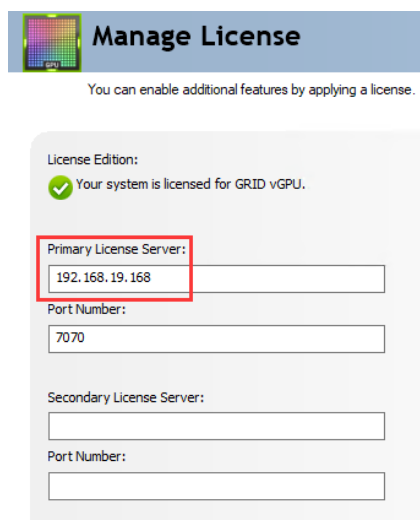 GPU
Manage License
You can enable additional features by applying a license.
License Edition:
Your system is licensed for GRID vGPU.
Primary License Server:
192.168.19.168
Port Number:
7070
Secondary License Server:
Port Number: